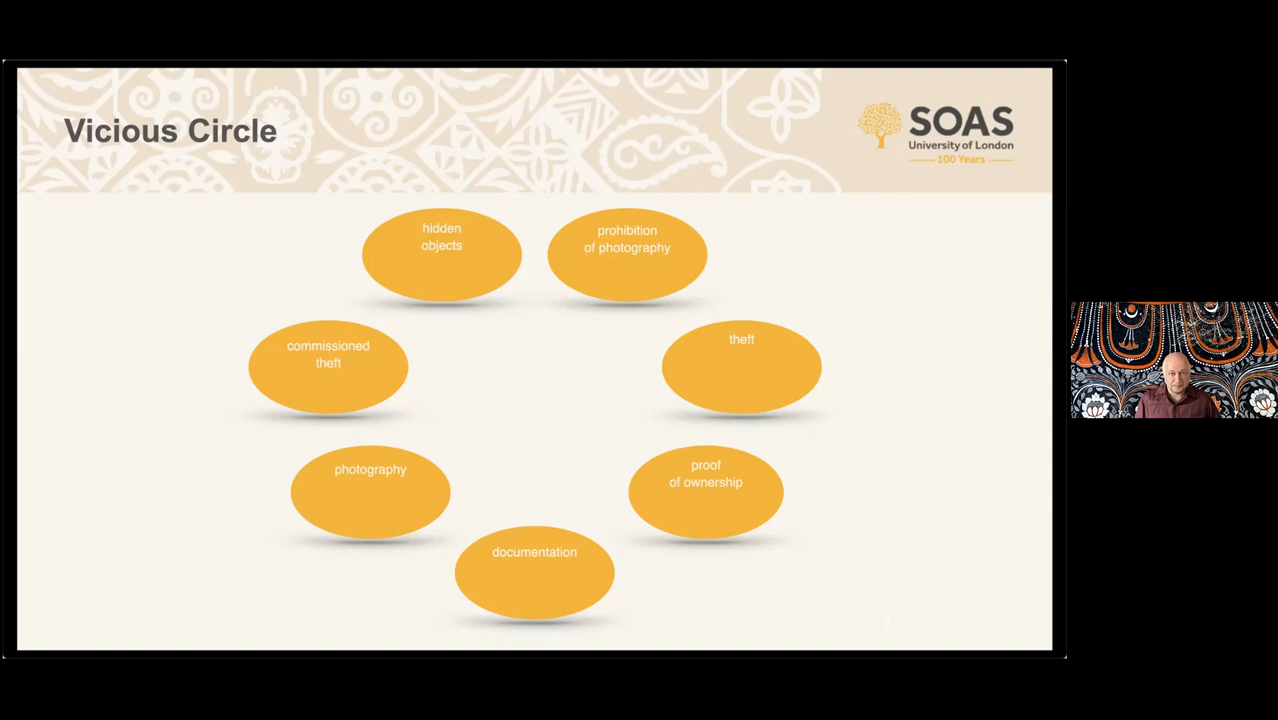 Vicious Circle
SOAS
University of London
100 Years
hidden
objects
prohibition
of photography
commissioned
theft
theft
photography
proof
of ownership
documentation
7